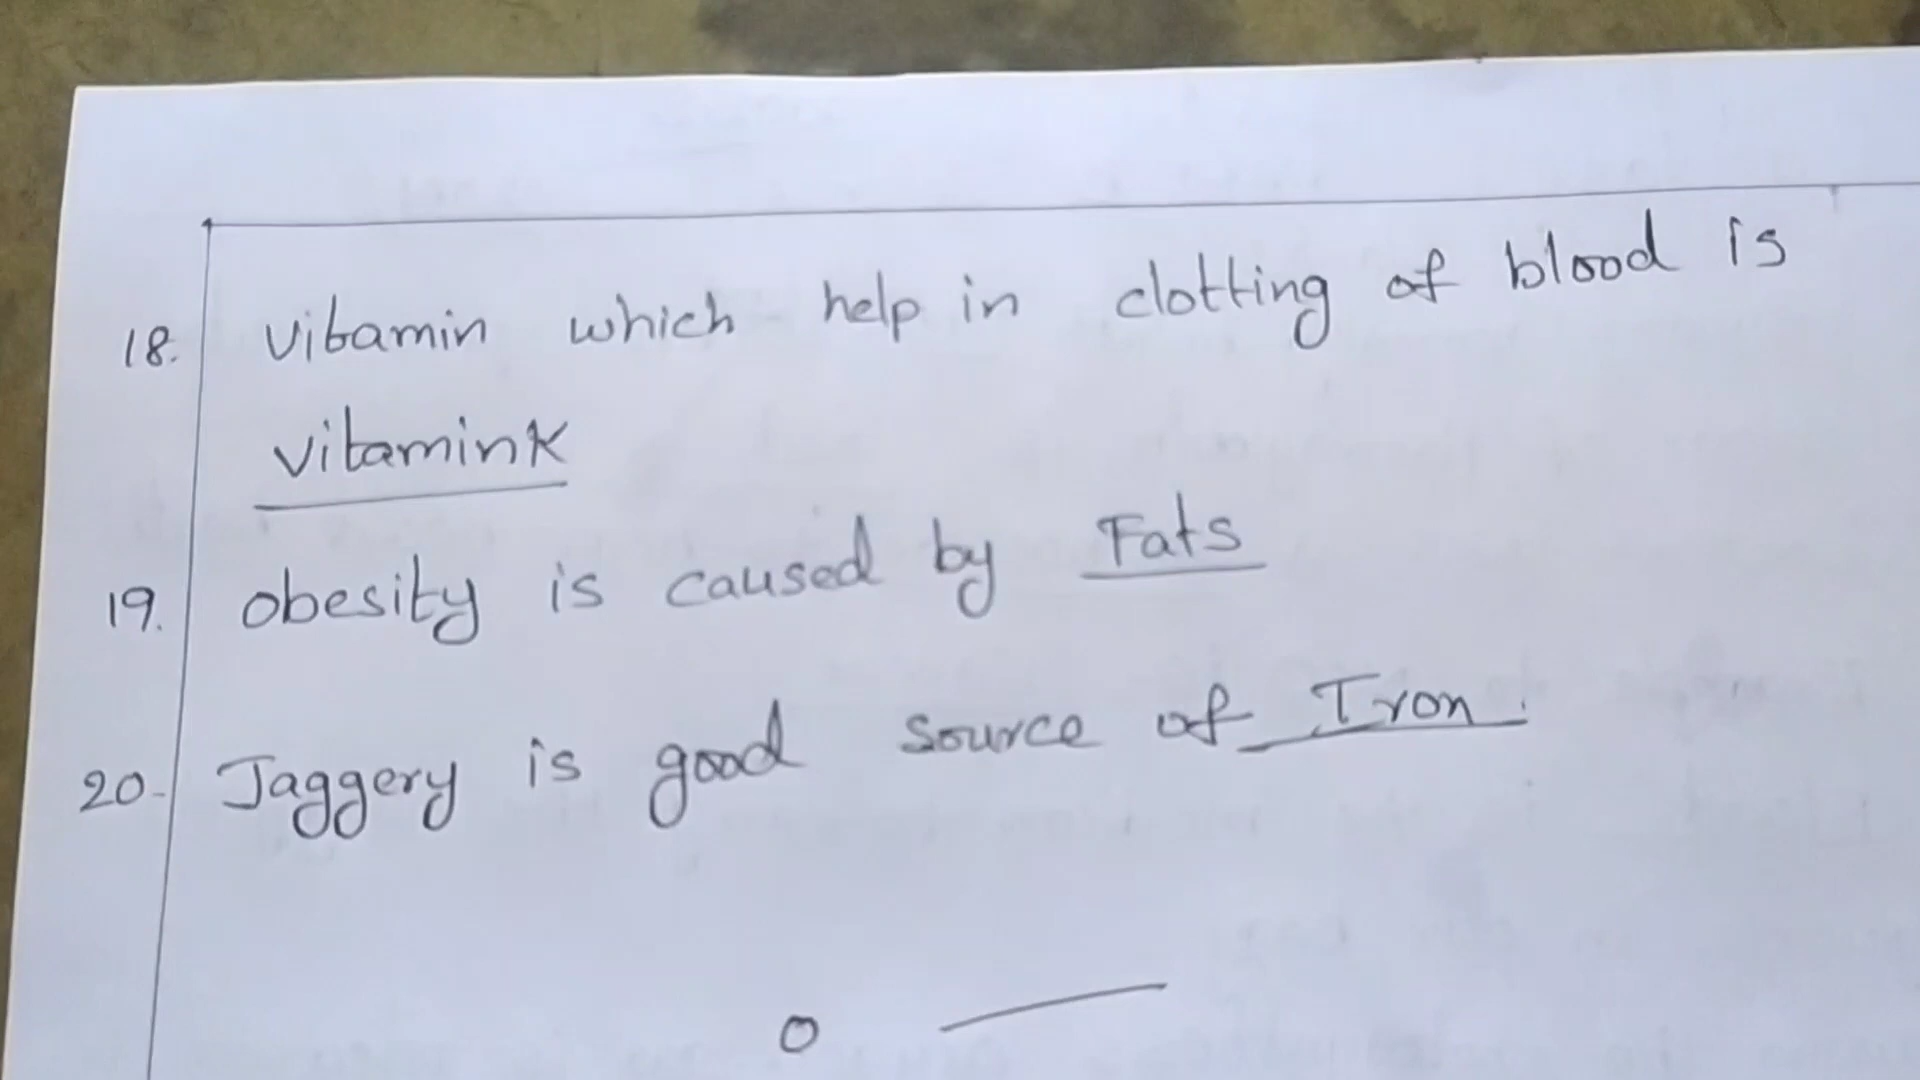 18. vitamin which help in clotting of blood is
vitamin K
19. obesity is caused by Fats
20. Jaggery is good source of Iron.